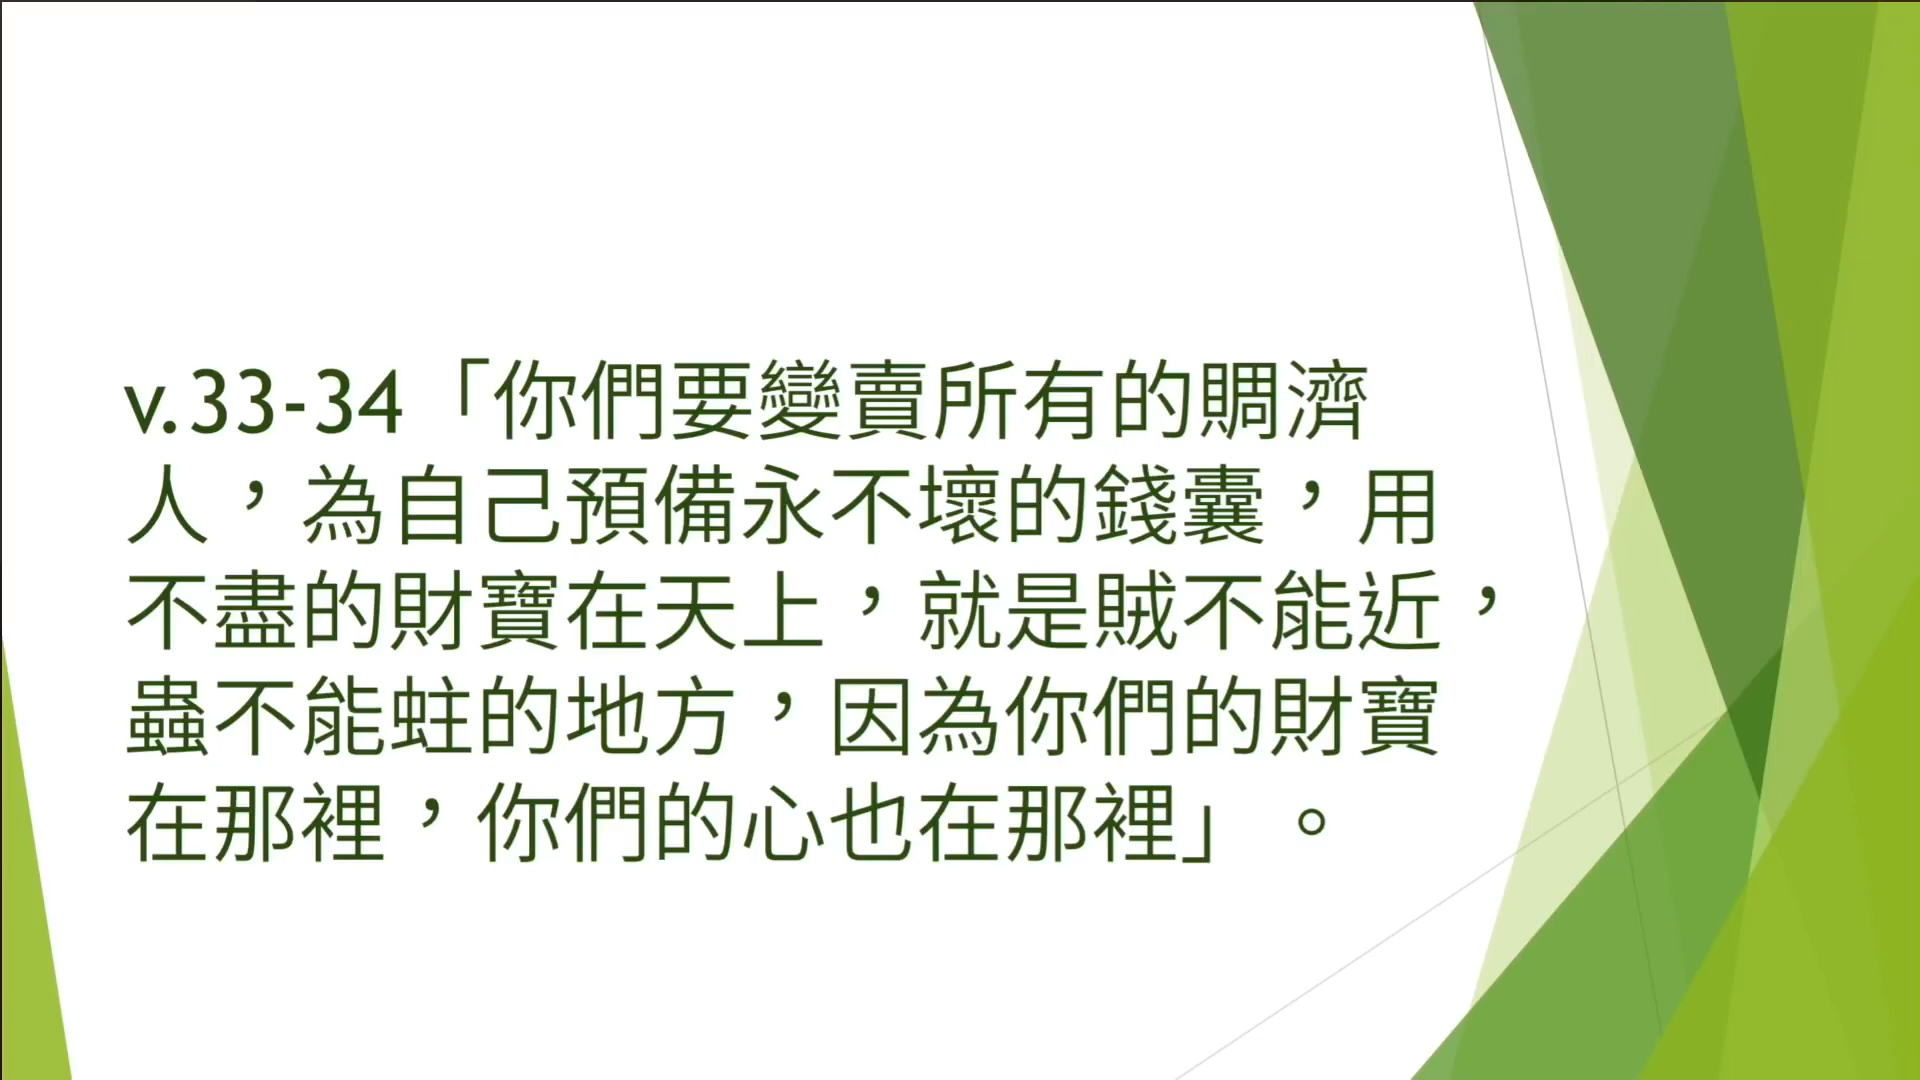 v.33-34「你們要變賣所有的賙濟
人，為自己預備永不壞的錢囊，用
不盡的財寶在天上，就是賊不能近，
蟲不能蛀的地方，因為你們的財寶
在那裡，你們的心也在那裡」。